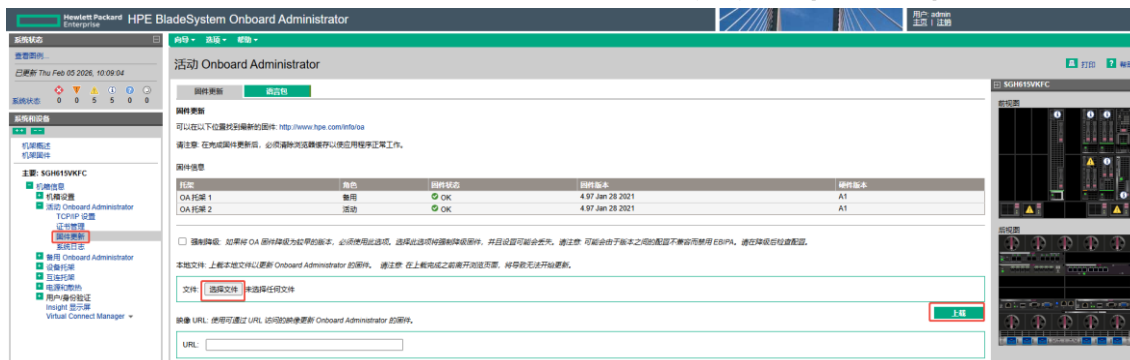 Hewlett Packard Enterprise HPE BladeSystem Onboard Administrator
用户: admin
主页 | 注销
系统状态
向导 选项 帮助
查看图例...
已更新 Thu Feb 05 2026, 10:09:04
系统状态 0 0 5 5 0 0
系统和设备
机架概述
机架固件
主要: SGH615VKFC
机箱信息
机箱设置
活动 Onboard Administrator
TCP/IP 设置
证书管理
固件更新
系统日志
备用 Onboard Administrator
设备托架
互连托架
电源和散热
用户/身份验证
Insight 显示屏
Virtual Connect Manager
活动 Onboard Administrator
打印
固件更新 语言包
固件更新
可以在以下位置找到最新的固件: http://www.hpe.com/info/oa
请注意: 在完成固件更新后，必须清除浏览器缓存以使应用程序正常工作。
固件信息
托架 角色 固件状态 固件版本 硬件版本
OA 托架 1 备用 OK 4.97 Jan 28 2021 A1
OA 托架 2 活动 OK 4.97 Jan 28 2021 A1
强制降级: 如果将 OA 固件降级为较早的版本，必须使用此选项。选择此选项将强制降级固件，并且设置可能会丢失。请注意: 可能会由于版本之间的配置不兼容而禁用 EBIPA。请在降级后检查配置。
本地文件: 上载本地文件以更新 Onboard Administrator 的固件。 请注意: 在上载完成之前离开浏览页面，将导致无法开始更新。
文件: 选择文件 未选择任何文件
上载
映像 URL: 使用可通过 URL 访问的映像更新 Onboard Administrator 的固件。
URL:
SGH615VKFC
前视图
后视图